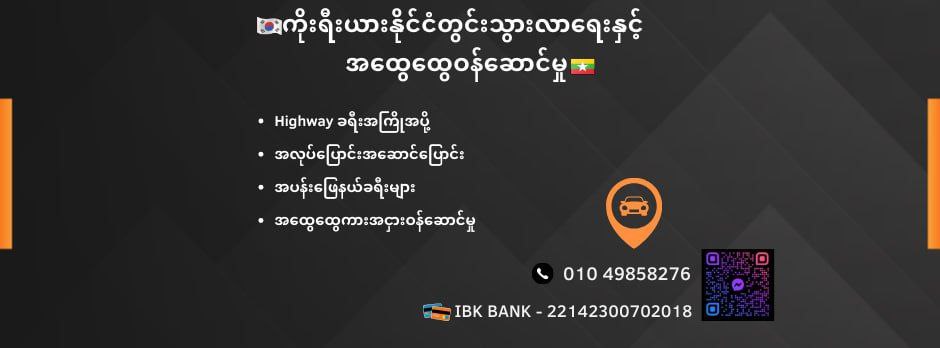 🇰🇷ကိုးရီးယားနိုင်ငံတွင်းသွားလာရေးနှင့်
အထွေထွေဝန်ဆောင်မှု🇲🇲
• Highway ခရီးအကြိုအပို့
• အလုပ်ပြောင်းအဆောင်ပြောင်း
• အပန်းဖြေနယ်ခရီးများ
• အထွေထွေကားအငှားဝန်ဆောင်မှု
010 49858276
IBK BANK - 22142300702018